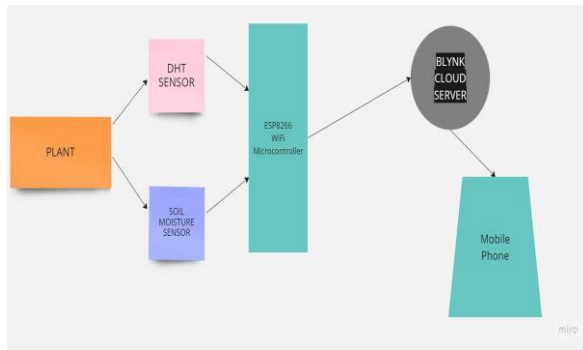 PLANT
DHT
SENSOR
SOIL
MOISTURE
SENSOR
ESP8266
WiFi
Microcontroller
BLYNK
CLOUD
SERVER
Mobile
Phone
miro